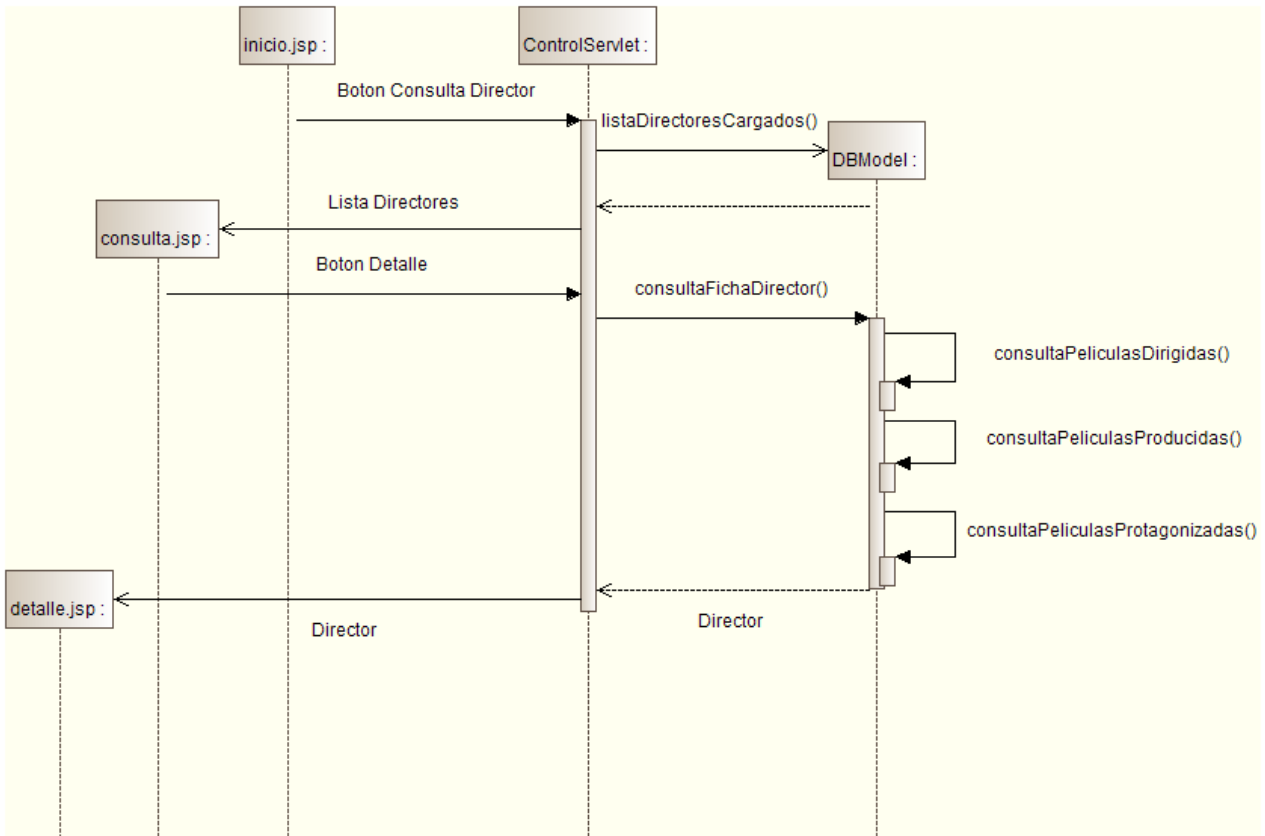 inicio.jsp :
ControlServlet :
Boton Consulta Director
listaDirectoresCargados()
DBModel :
Lista Directores
consulta.jsp :
Boton Detalle
consultaFichaDirector()
consultaPeliculasDirigidas()
consultaPeliculasProducidas()
consultaPeliculasProtagonizadas()
detalle.jsp :
Director
Director